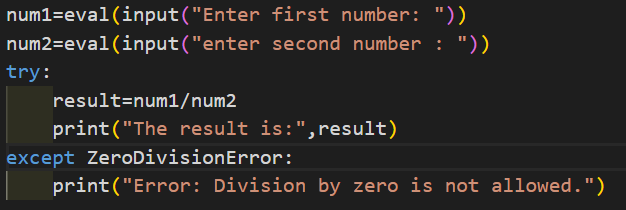 num1=eval(input("Enter first number: "))
num2=eval(input("enter second number : "))
try:
    result=num1/num2
    print("The result is:",result)
except ZeroDivisionError:
    print("Error: Division by zero is not allowed.")